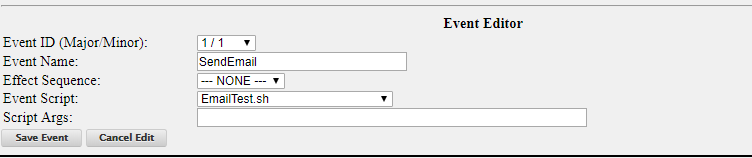 Event Editor
Event ID (Major/Minor): 1 / 1
Event Name: SendEmail
Effect Sequence: --- NONE ---
Event Script: EmailTest.sh
Script Args:
Save Event Cancel Edit